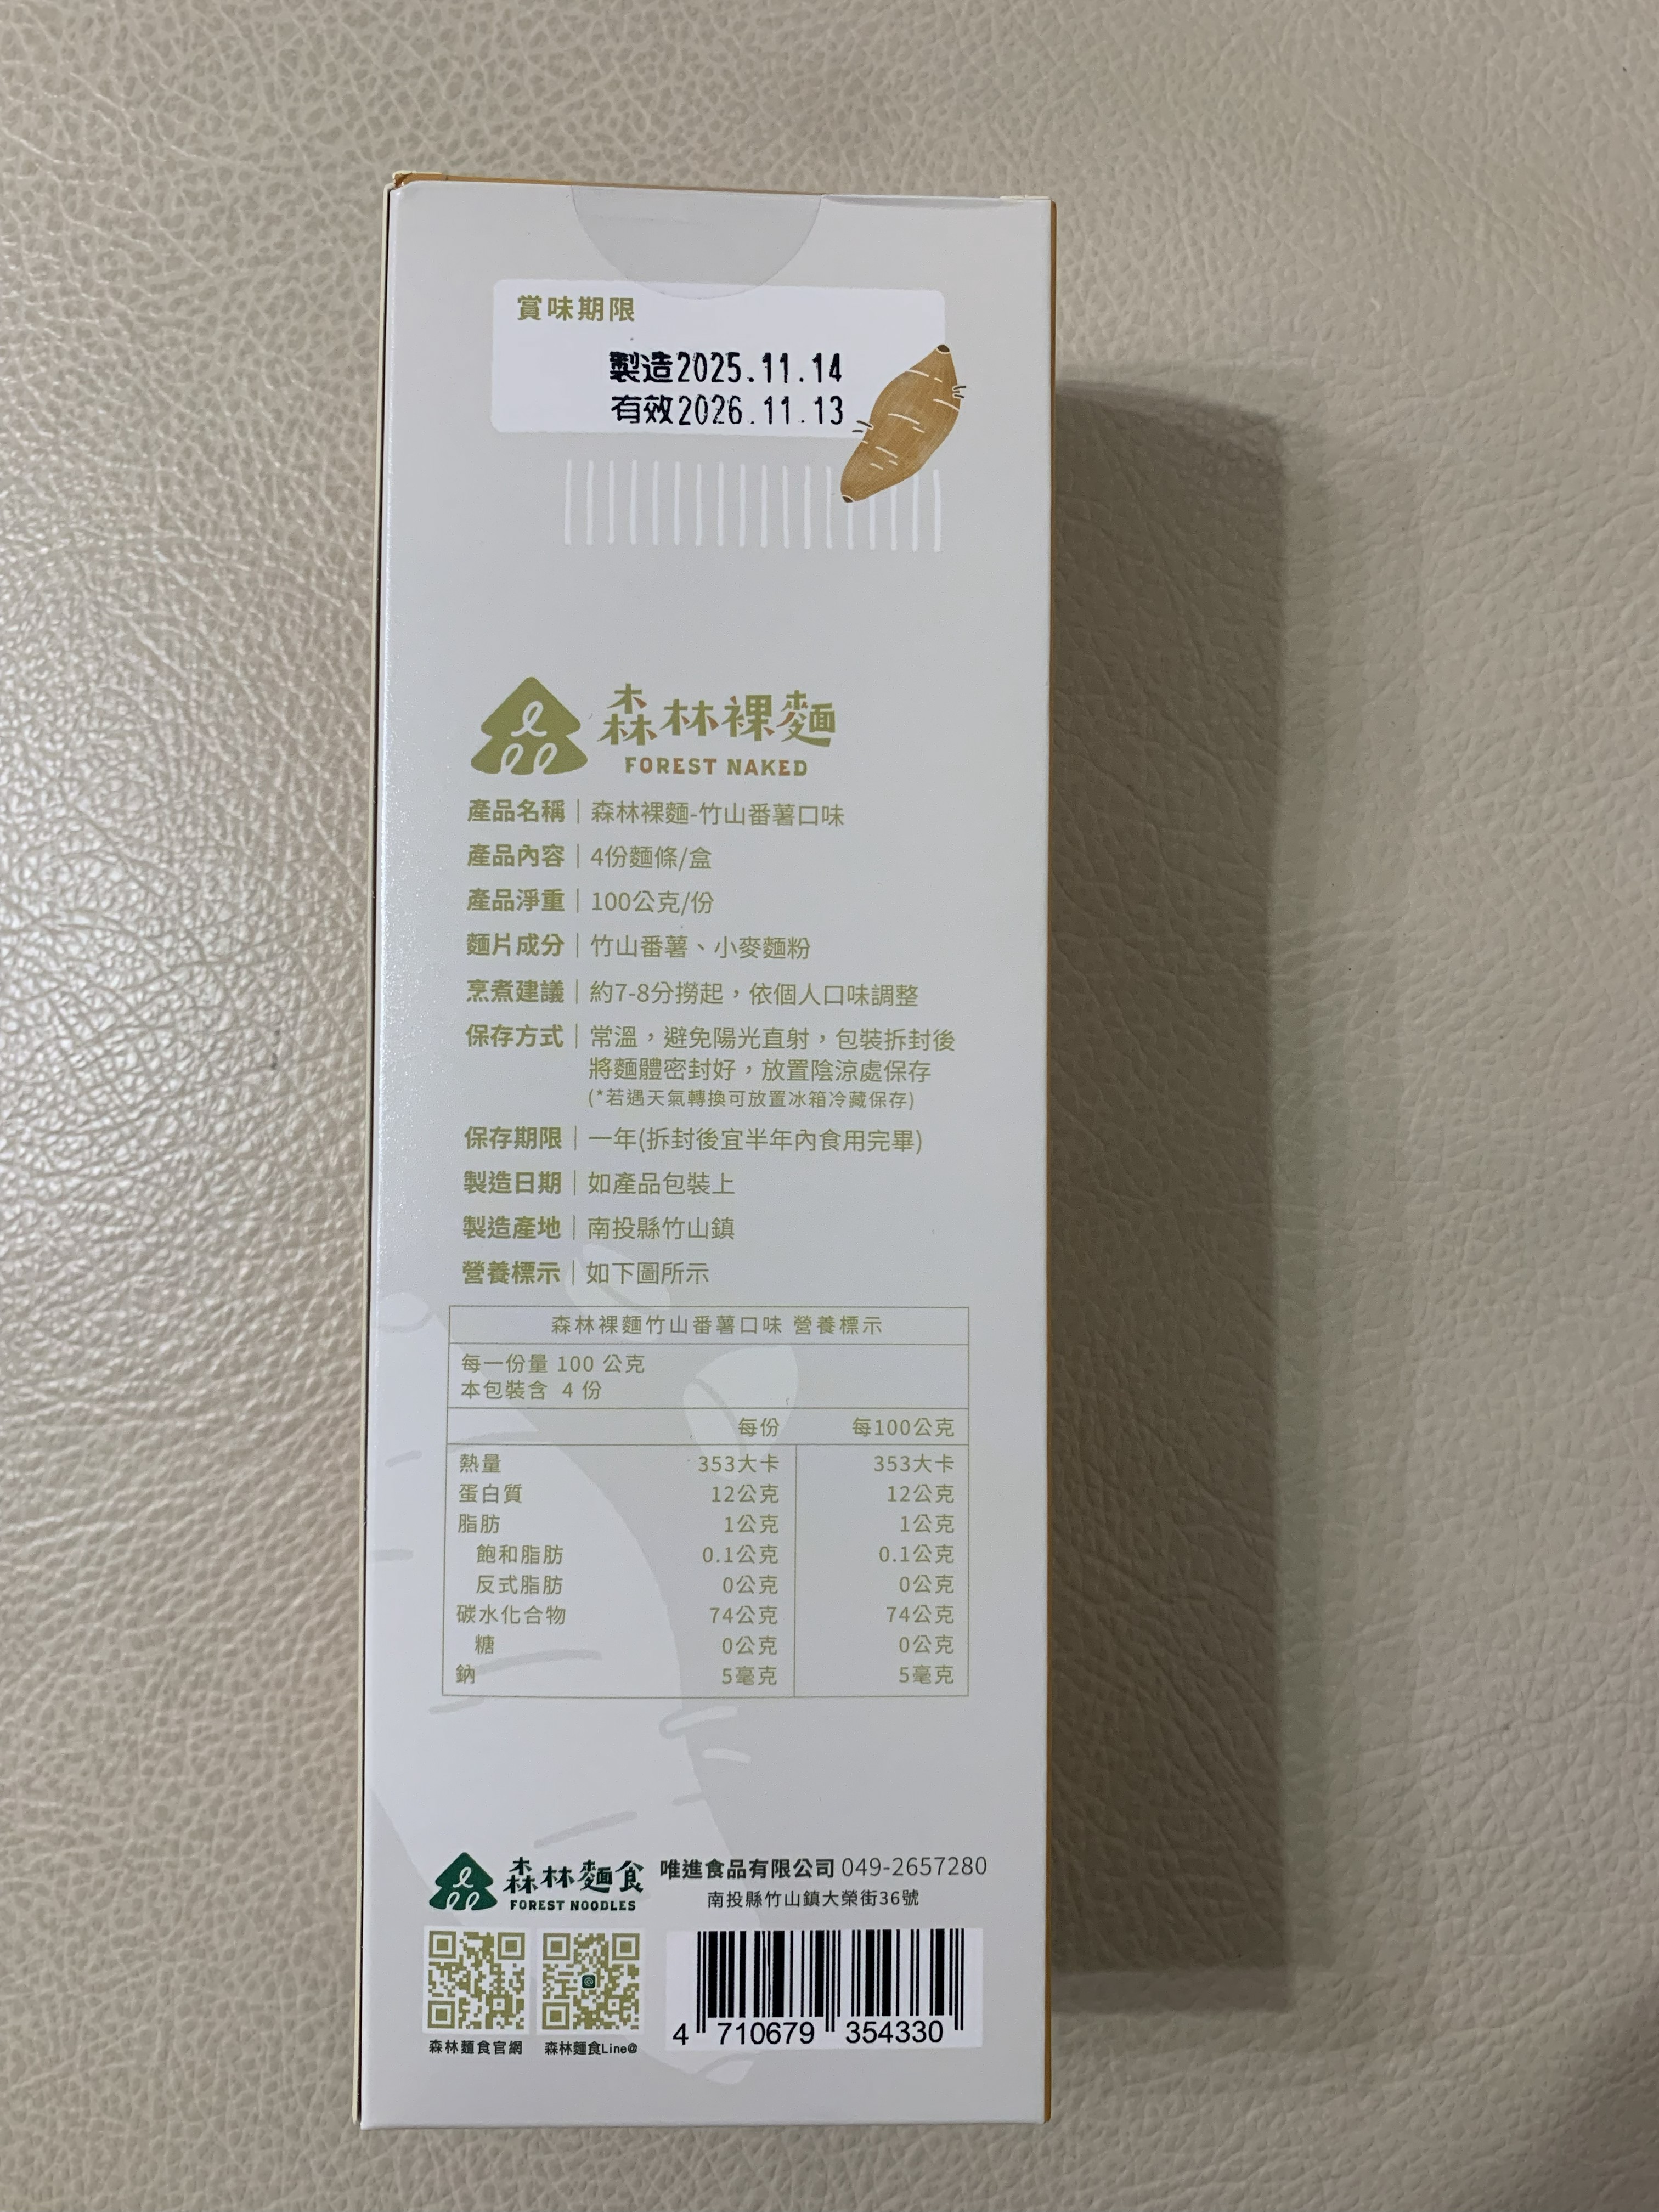 賞味期限
製造2025.11.14
有效2026.11.13
森林裸麵
FOREST NAKED
產品名稱｜森林裸麵-竹山番薯口味
產品內容｜4份麵條/盒
產品淨重｜100公克/份
麵片成分｜竹山番薯、小麥麵粉
烹煮建議｜約7-8分撈起，依個人口味調整
保存方式｜常溫，避免陽光直射，包裝拆封後
將麵體密封好，放置陰涼處保存
(*若遇天氣轉換可放置冰箱冷藏保存)
保存期限｜一年(拆封後宜半年內食用完畢)
製造日期｜如產品包裝上
製造產地｜南投縣竹山鎮
營養標示｜如下圖所示
森林裸麵竹山番薯口味 營養標示
每一份量 100 公克
本包裝含 4 份
每份 每100公克
熱量 353大卡 353大卡
蛋白質 12公克 12公克
脂肪 1公克 1公克
飽和脂肪 0.1公克 0.1公克
反式脂肪 0公克 0公克
碳水化合物 74公克 74公克
糖 0公克 0公克
鈉 5毫克 5毫克
森林麵食
FOREST NOODLES
唯進食品有限公司 049-2657280
南投縣竹山鎮大榮街36號
森林麵食官網
森林麵食Line@
4 710679 354330